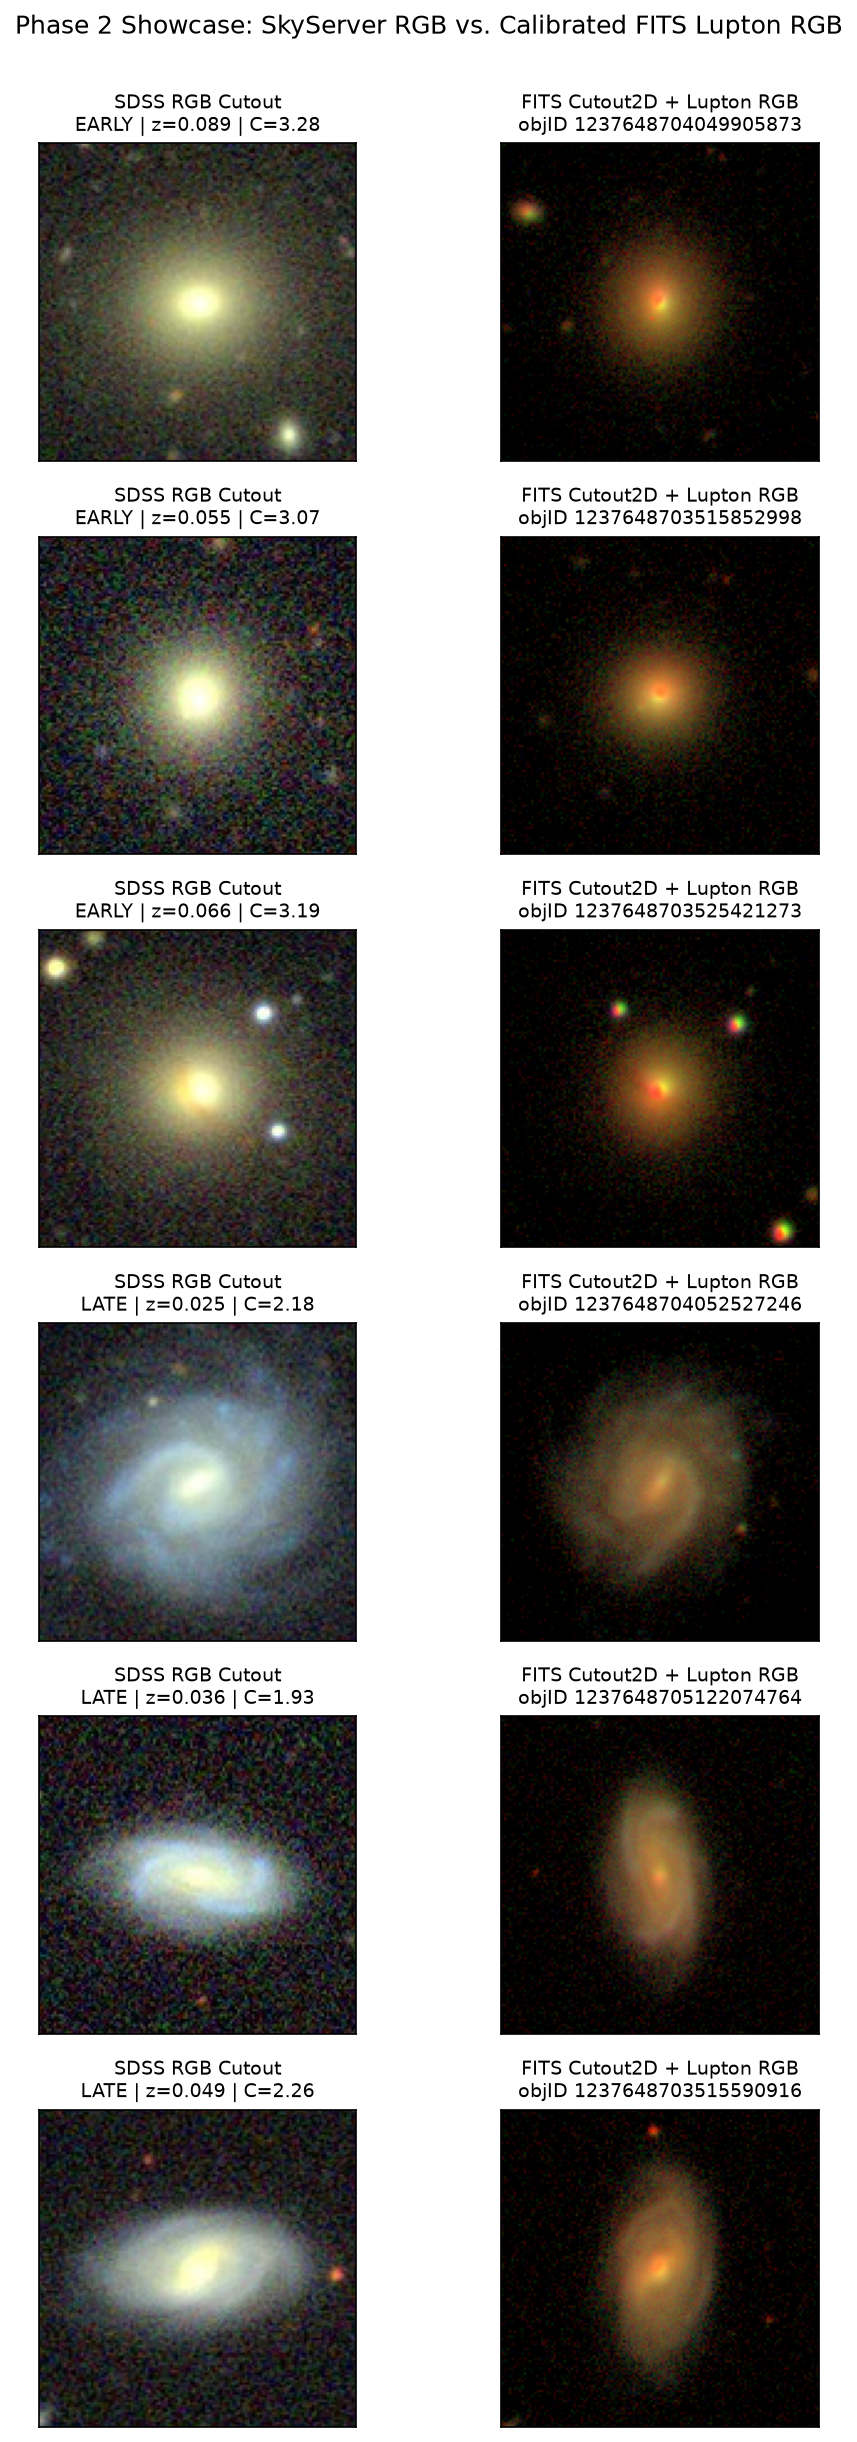 Phase 2 Showcase: SkyServer RGB vs. Calibrated FITS Lupton RGB
SDSS RGB Cutout
EARLY | z=0.089 | C=3.28
FITS Cutout2D + Lupton RGB
objID 1237648704049905873
SDSS RGB Cutout
EARLY | z=0.055 | C=3.07
FITS Cutout2D + Lupton RGB
objID 1237648703515852998
SDSS RGB Cutout
EARLY | z=0.066 | C=3.19
FITS Cutout2D + Lupton RGB
objID 1237648703525421273
SDSS RGB Cutout
LATE | z=0.025 | C=2.18
FITS Cutout2D + Lupton RGB
objID 1237648704052527246
SDSS RGB Cutout
LATE | z=0.036 | C=1.93
FITS Cutout2D + Lupton RGB
objID 1237648705122074764
SDSS RGB Cutout
LATE | z=0.049 | C=2.26
FITS Cutout2D + Lupton RGB
objID 1237648703515590916